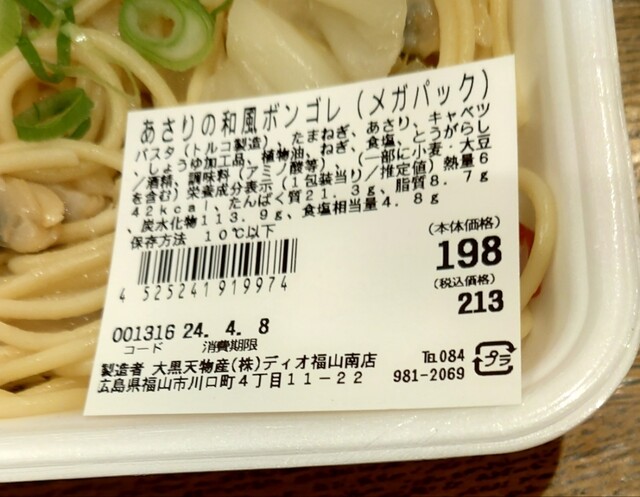 あさりの和風ボンゴレ(メガパック)
パスタ(トルコ製造)、たまねぎ、あさり、キャベツ
、しょうゆ加工品、植物油、ねぎ、食塩、とうがらし
/酒精、調味料(アミノ酸等)、(一部に小麦・大豆
を含む)栄養成分表示(1包装当り/推定値)熱量6
42kcal、たんぱく質21.3g、脂質8.7g
、炭水化物113.9g、食塩相当量4.8g
保存方法 10℃以下
(本体価格)
198
(税込価格)
213
4 525241 919974
001316 24. 4. 8
コード 消費期限
製造者 大黒天物産(株)ディオ福山南店
広島県福山市川口町4丁目11-22
℡084
981-2069
プラ